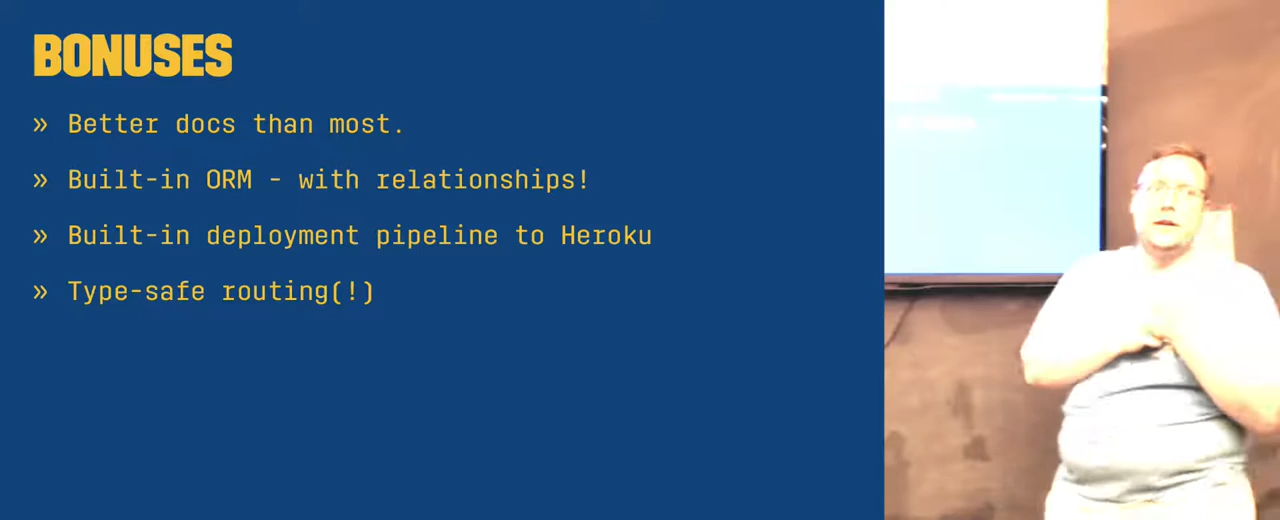 BONUSES
» Better docs than most.
» Built-in ORM - with relationships!
» Built-in deployment pipeline to Heroku
» Type-safe routing(!)